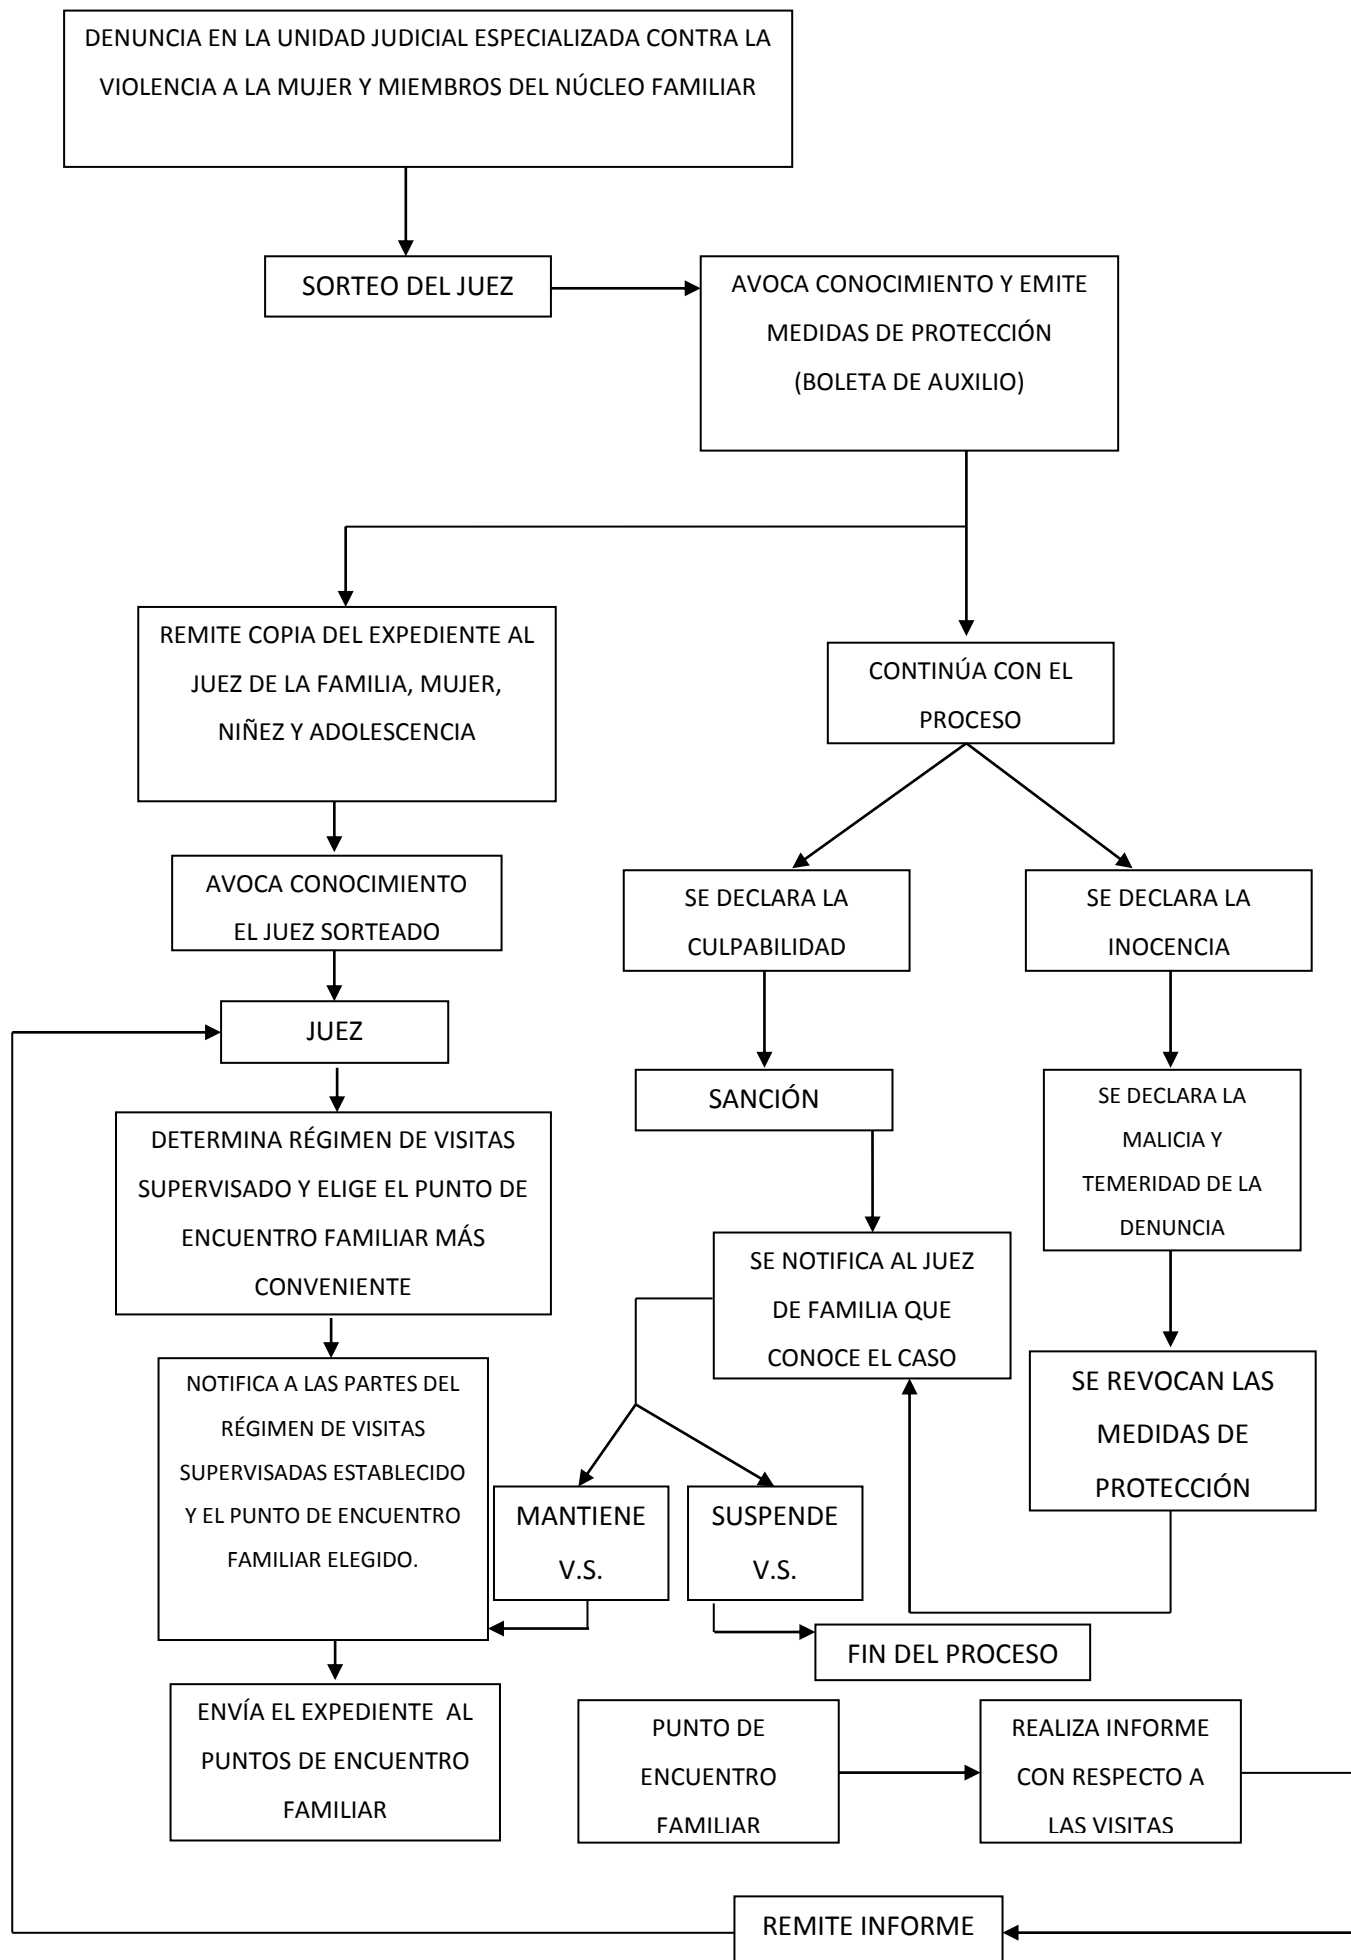 DENUNCIA EN LA UNIDAD JUDICIAL ESPECIALIZADA CONTRA LA
VIOLENCIA A LA MUJER Y MIEMBROS DEL NÚCLEO FAMILIAR
SORTEO DEL JUEZ
AVOCA CONOCIMIENTO Y EMITE
MEDIDAS DE PROTECCIÓN
(BOLETA DE AUXILIO)
REMITE COPIA DEL EXPEDIENTE AL
JUEZ DE LA FAMILIA, MUJER,
NIÑEZ Y ADOLESCENCIA
CONTINÚA CON EL
PROCESO
AVOCA CONOCIMIENTO
EL JUEZ SORTEADO
SE DECLARA LA
CULPABILIDAD
SE DECLARA LA
INOCENCIA
JUEZ
SANCIÓN
SE DECLARA LA
MALICIA Y
TEMERIDAD DE LA
DENUNCIA
DETERMINA RÉGIMEN DE VISITAS
SUPERVISADO Y ELIGE EL PUNTO DE
ENCUENTRO FAMILIAR MÁS
CONVENIENTE
SE NOTIFICA AL JUEZ
DE FAMILIA QUE
CONOCE EL CASO
SE REVOCAN LAS
MEDIDAS DE
PROTECCIÓN
NOTIFICA A LAS PARTES DEL
RÉGIMEN DE VISITAS
SUPERVISADAS ESTABLECIDO
Y EL PUNTO DE ENCUENTRO
FAMILIAR ELEGIDO.
MANTIENE
V.S.
SUSPENDE
V.S.
FIN DEL PROCESO
ENVÍA EL EXPEDIENTE AL
PUNTOS DE ENCUENTRO
FAMILIAR
PUNTO DE
ENCUENTRO
FAMILIAR
REALIZA INFORME
CON RESPECTO A
LAS VISITAS
REMITE INFORME